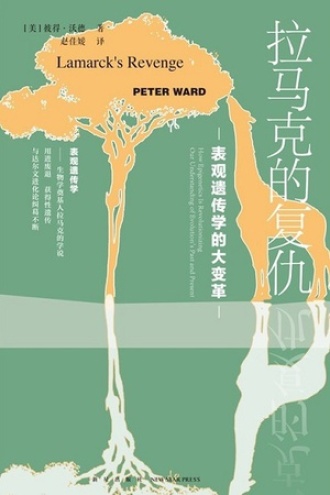 [美]彼得·沃德 著
赵佳媛 译
Lamarck's Revenge
PETER WARD
拉马克的复仇
表观遗传学的大变革
How Epigenetics Is Revolutionizing
Our Understanding of Evolution's Past and Present
表观遗传学
——生物学奠基人拉马克的学说
用进废退 获得性遗传
与达尔文进化论纠葛不断
新星出版社 NEW STAR PRESS